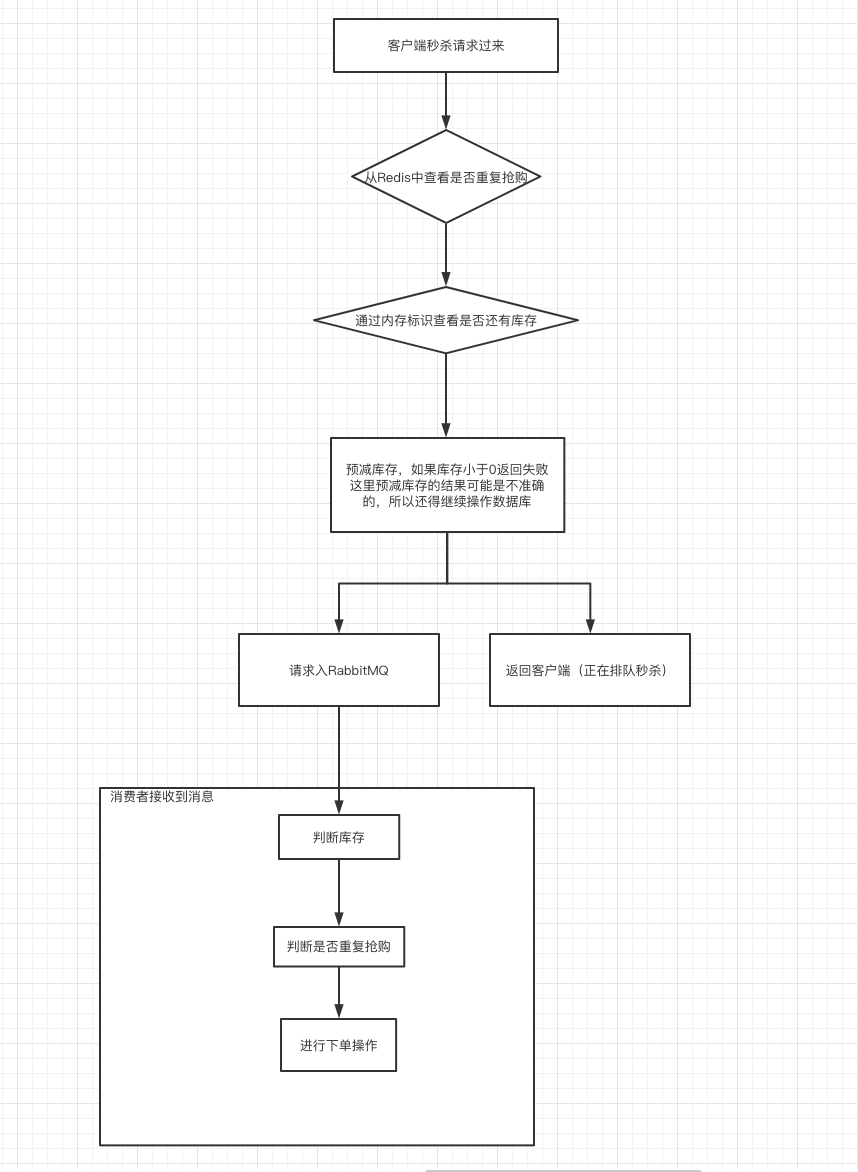 客户端秒杀请求过来
从Redis中查看是否重复抢购
通过内存标识查看是否还有库存
预减库存，如果库存小于0返回失败
这里预减库存的结果可能是不准确
的，所以还得继续操作数据库
请求入RabbitMQ
返回客户端（正在排队秒杀）
消费者接收到消息
判断库存
判断是否重复抢购
进行下单操作